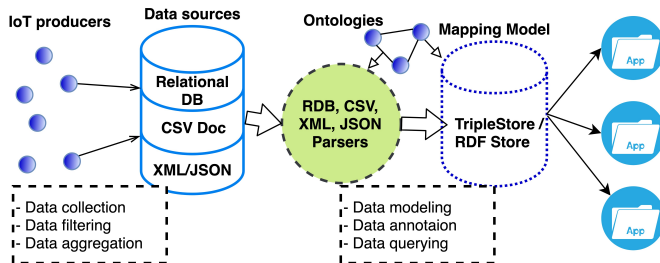 IoT producers
Data sources
Ontologies
Mapping Model
Relational
DB
CSV Doc
XML/JSON
RDB, CSV,
XML, JSON
Parsers
TripleStore /
RDF Store
App
App
App
- Data collection
- Data filtering
- Data aggregation
- Data modeling
- Data annotaion
- Data querying